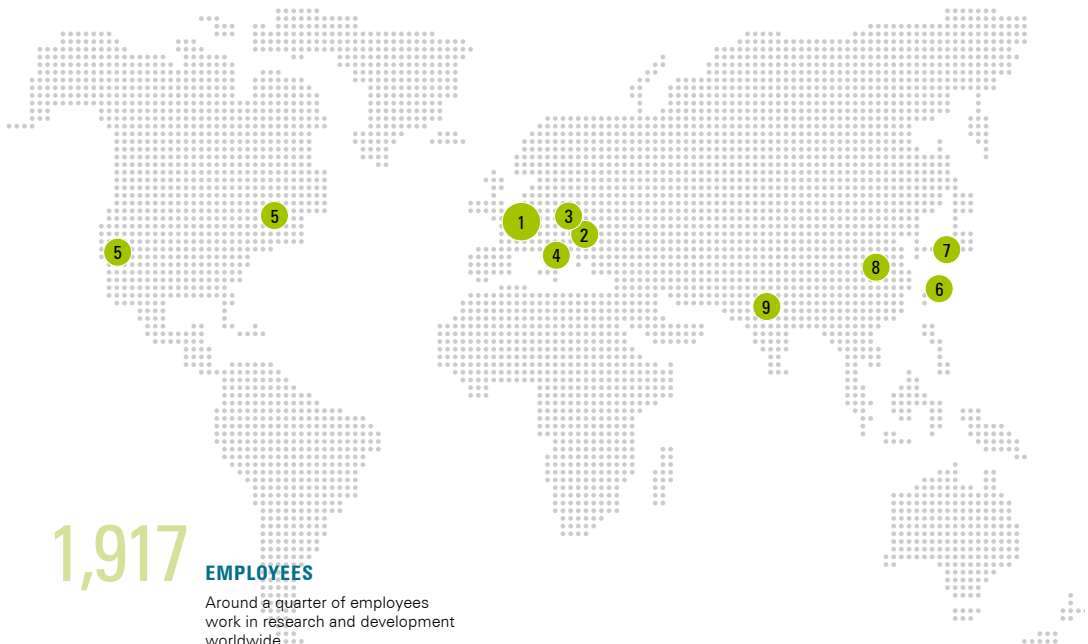 5
3
1
2
5
4
7
8
6
9
1,917
EMPLOYEES
Around a quarter of employees
work in research and development
worldwide